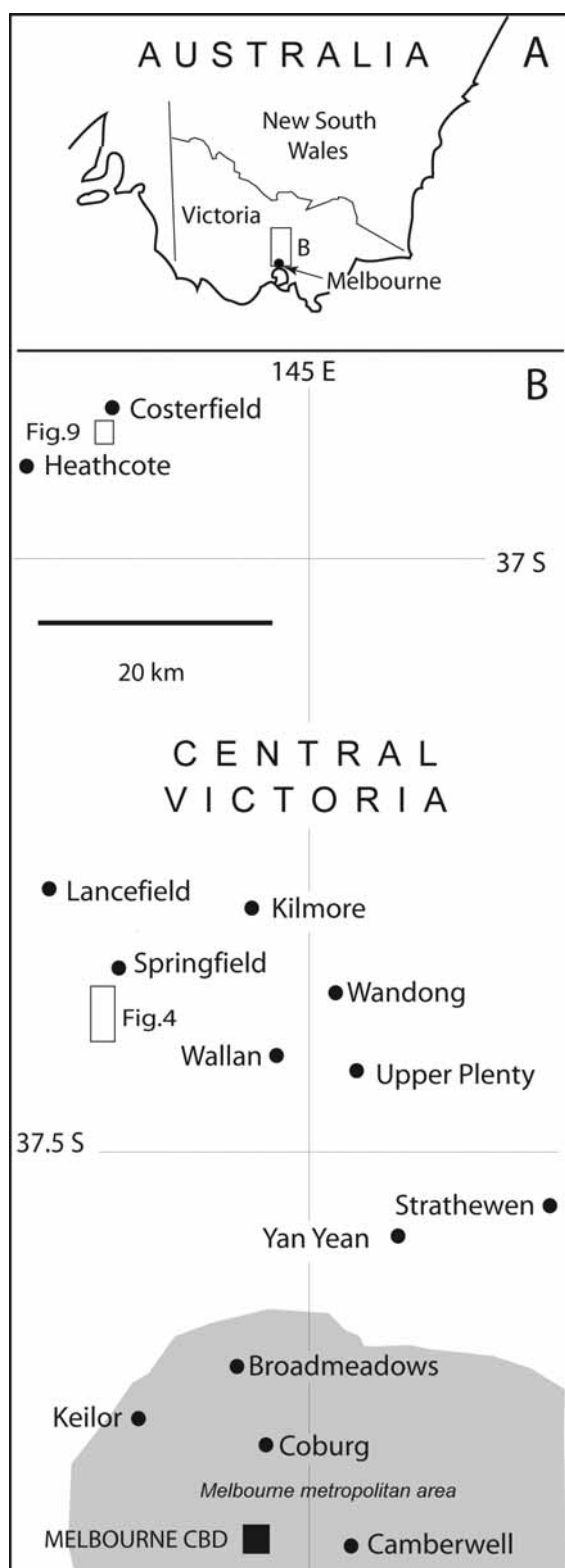 AUSTRALIA
A
New South
Wales
Victoria
B
Melbourne
145 E
B
Costerfield
Fig.9
Heathcote
37 S
20 km
CENTRAL
VICTORIA
Lancefield
Kilmore
Springfield
Wandong
Fig.4
Wallan
Upper Plenty
37.5 S
Strathewen
Yan Yean
Broadmeadows
Keilor
Coburg
Melbourne metropolitan area
MELBOURNE CBD
Camberwell